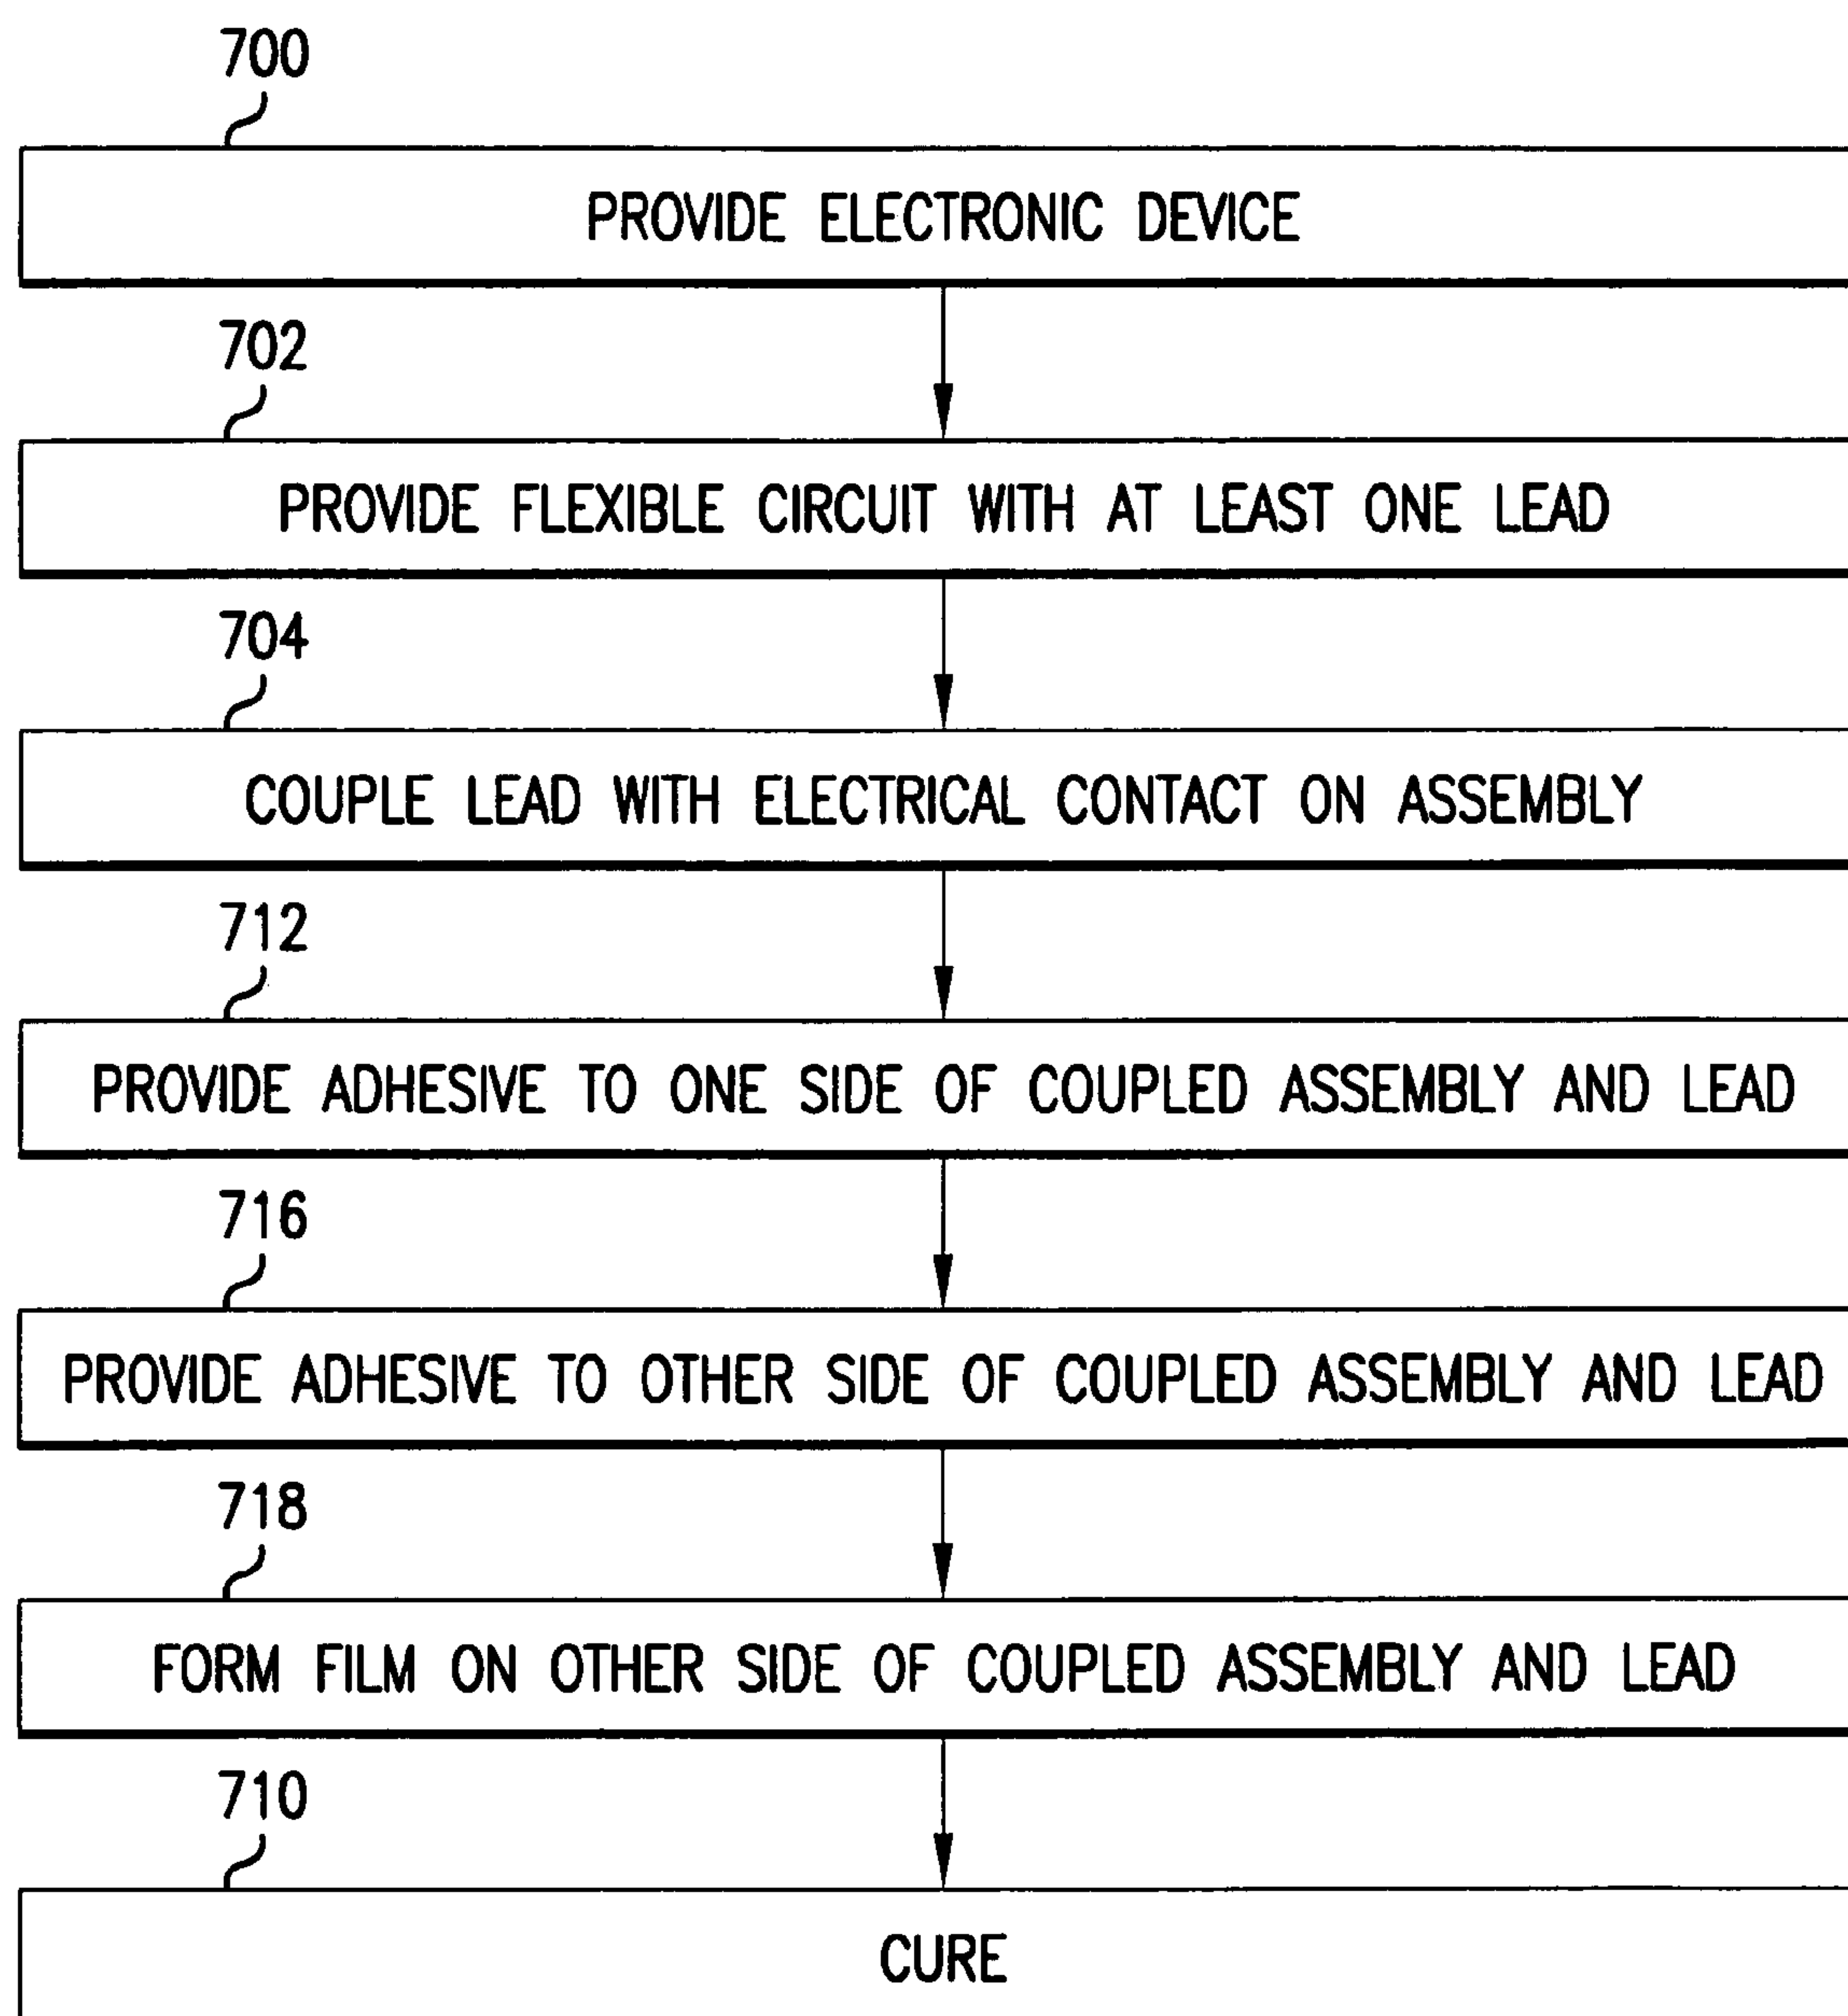 700
PROVIDE ELECTRONIC DEVICE
702
PROVIDE FLEXIBLE CIRCUIT WITH AT LEAST ONE LEAD
704
COUPLE LEAD WITH ELECTRICAL CONTACT ON ASSEMBLY
712
PROVIDE ADHESIVE TO ONE SIDE OF COUPLED ASSEMBLY AND LEAD
716
PROVIDE ADHESIVE TO OTHER SIDE OF COUPLED ASSEMBLY AND LEAD
718
FORM FILM ON OTHER SIDE OF COUPLED ASSEMBLY AND LEAD
710
CURE